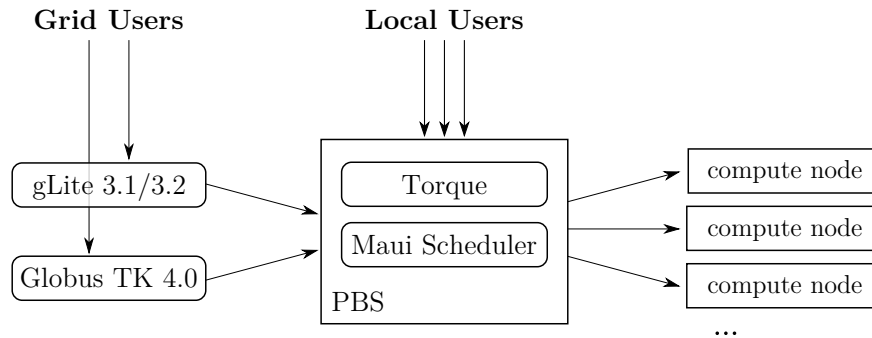 Grid Users
Local Users
gLite 3.1/3.2
Globus TK 4.0
Torque
Maui Scheduler
PBS
compute node
compute node
compute node
...